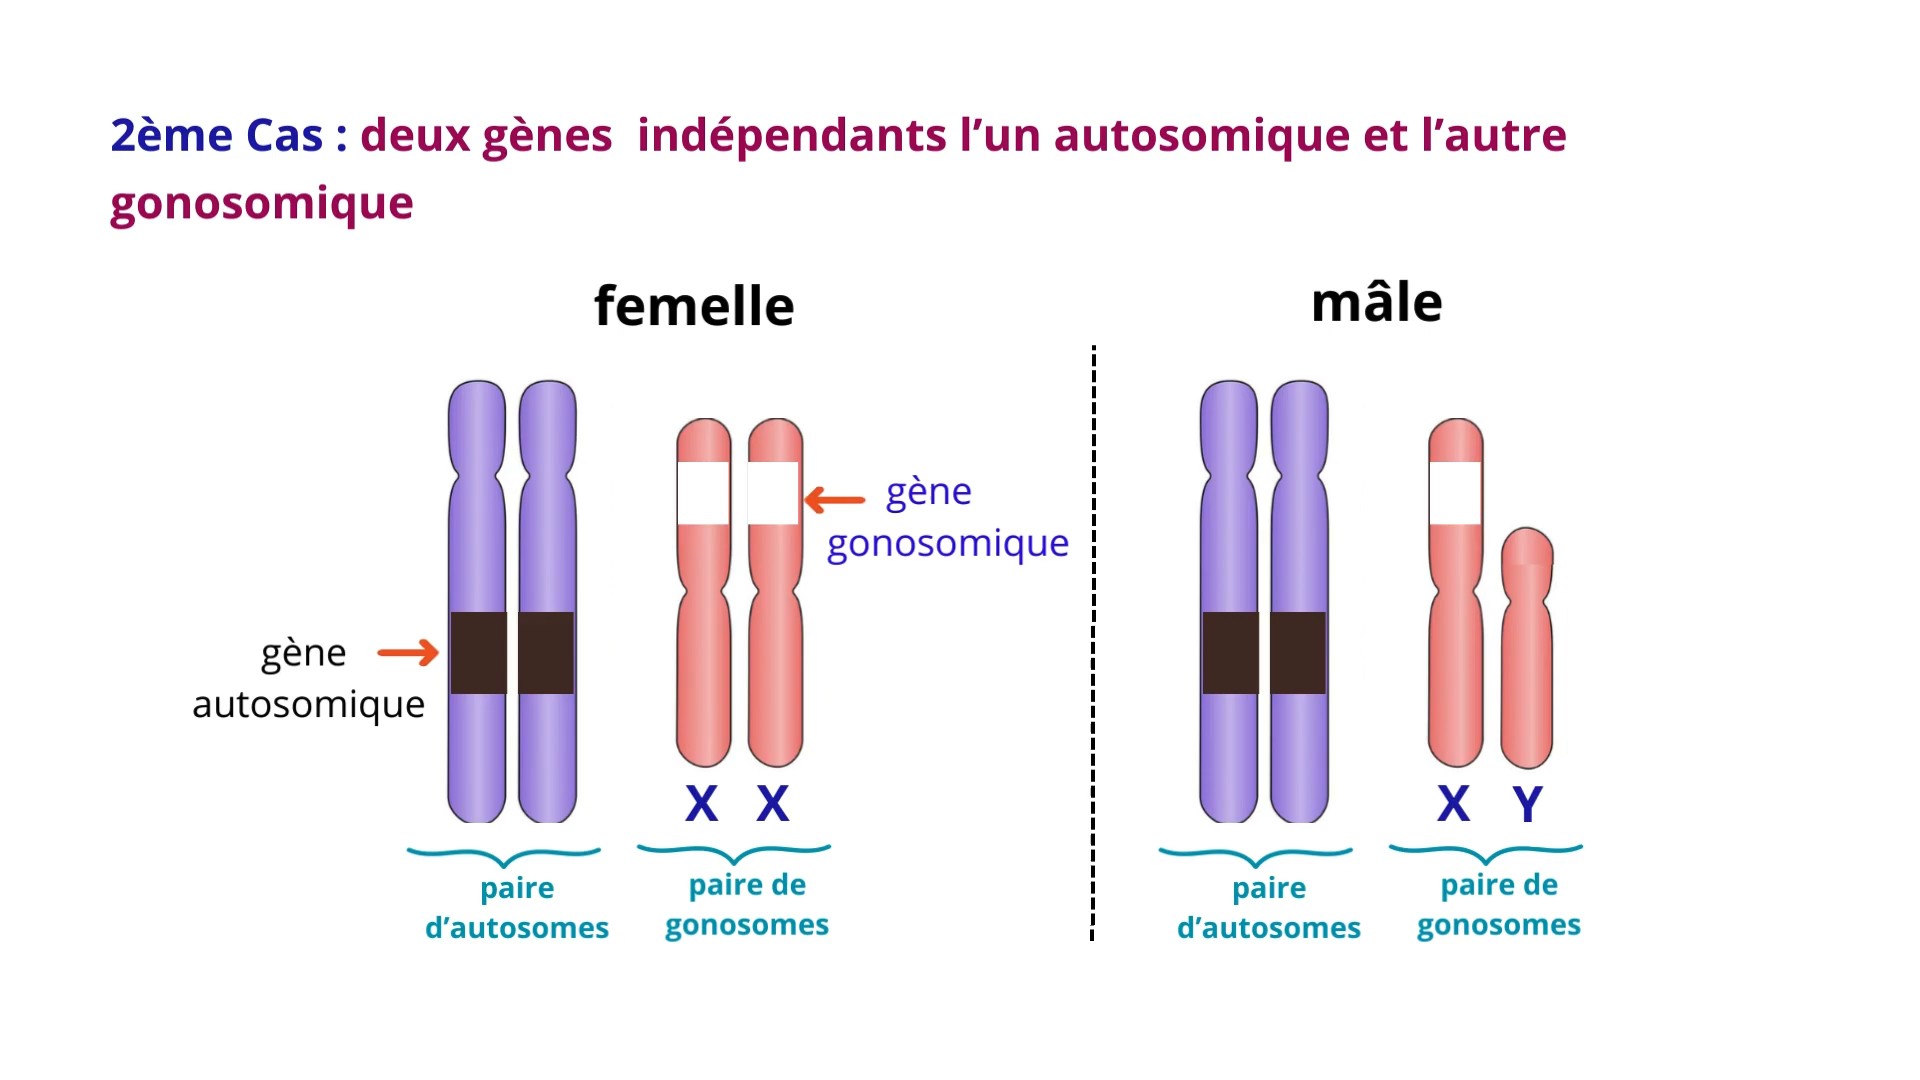 2ème Cas : deux gènes  indépendants l’un autosomique et l’autre
gonosomique
femelle
mâle
gène
gonosomique
gène
autosomique
X X
X Y
paire
d’autosomes
paire de
gonosomes
paire
d’autosomes
paire de
gonosomes